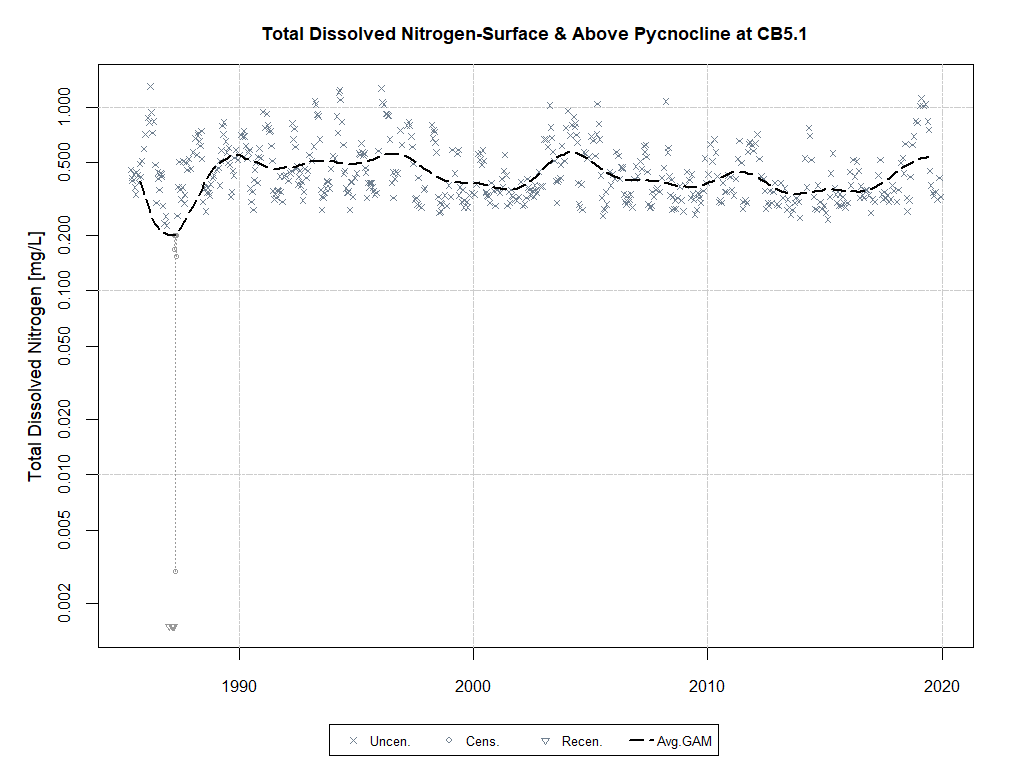 Total Dissolved Nitrogen-Surface & Above Pycnocline at CB5.1
Total Dissolved Nitrogen [mg/L]
1.000
0.500
0.200
0.100
0.050
0.020
0.010
0.005
0.002
1990 2000 2010 2020
Uncen. Cens. Recen. Avg.GAM